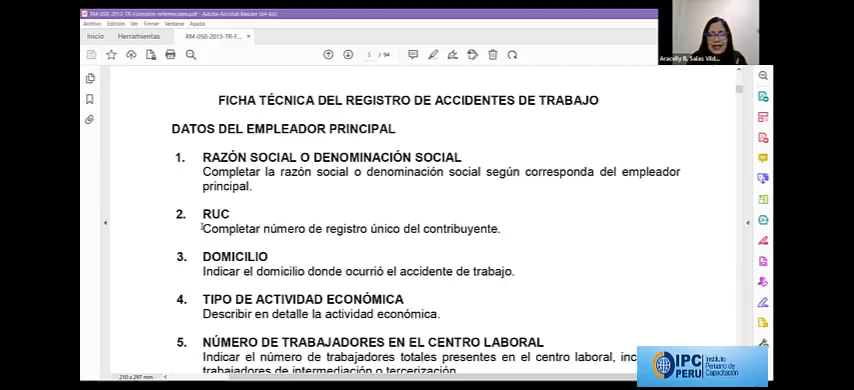 RM-050-2013-TR-Formatos referenciales.pdf - Adobe Acrobat Reader (64-bit)
Archivo Edición Ver Firmar Ventana Ayuda
Inicio Herramientas RM-050-2013-TR-F... ×
5 / 94
Aracelly B. Salas Vild...
FICHA TÉCNICA DEL REGISTRO DE ACCIDENTES DE TRABAJO
DATOS DEL EMPLEADOR PRINCIPAL
1. RAZÓN SOCIAL O DENOMINACIÓN SOCIAL
Completar la razón social o denominación social según corresponda del empleador
principal.
2. RUC
Completar número de registro único del contribuyente.
3. DOMICILIO
Indicar el domicilio donde ocurrió el accidente de trabajo.
4. TIPO DE ACTIVIDAD ECONÓMICA
Describir en detalle la actividad económica.
5. NÚMERO DE TRABAJADORES EN EL CENTRO LABORAL
Indicar el número de trabajadores totales presentes en el centro laboral, inc
trabajadores de intermediación o tercerización.
210 x 297 mm
IPC PERÚ
Instituto
Peruano de
Capacitación